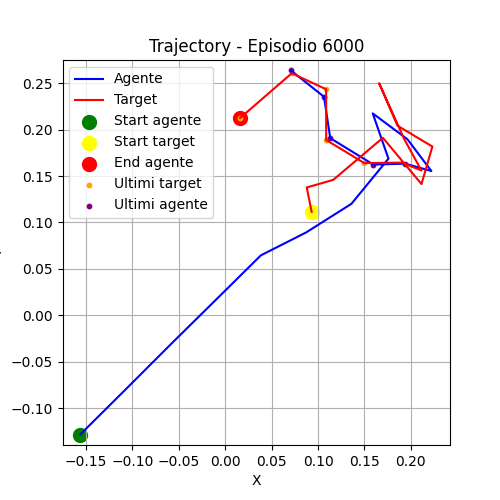 Trajectory - Episodio 6000
Agente
Target
Start agente
Start target
End agente
Ultimi target
Ultimi agente
0.25
0.20
0.15
0.10
0.05
0.00
−0.05
−0.10
−0.15 −0.10 −0.05 0.00 0.05 0.10 0.15 0.20
X